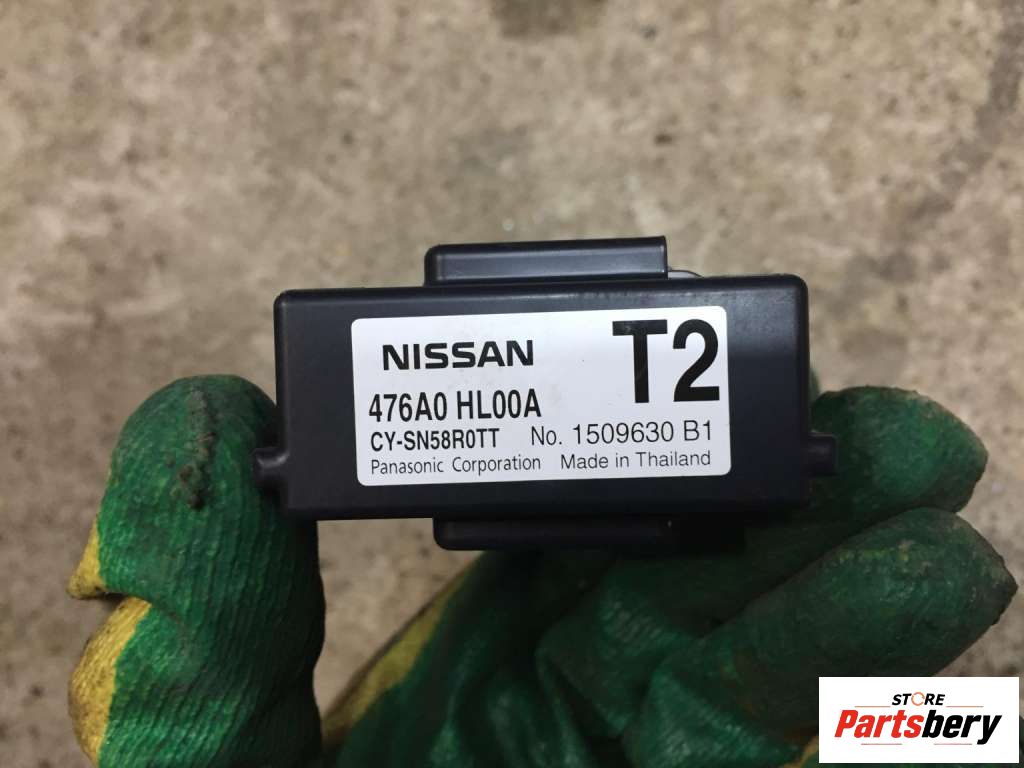 NISSAN T2
476A0 HL00A
CY-SN58R0TT No. 1509630 B1
Panasonic Corporation Made in Thailand
STORE
Partsbery